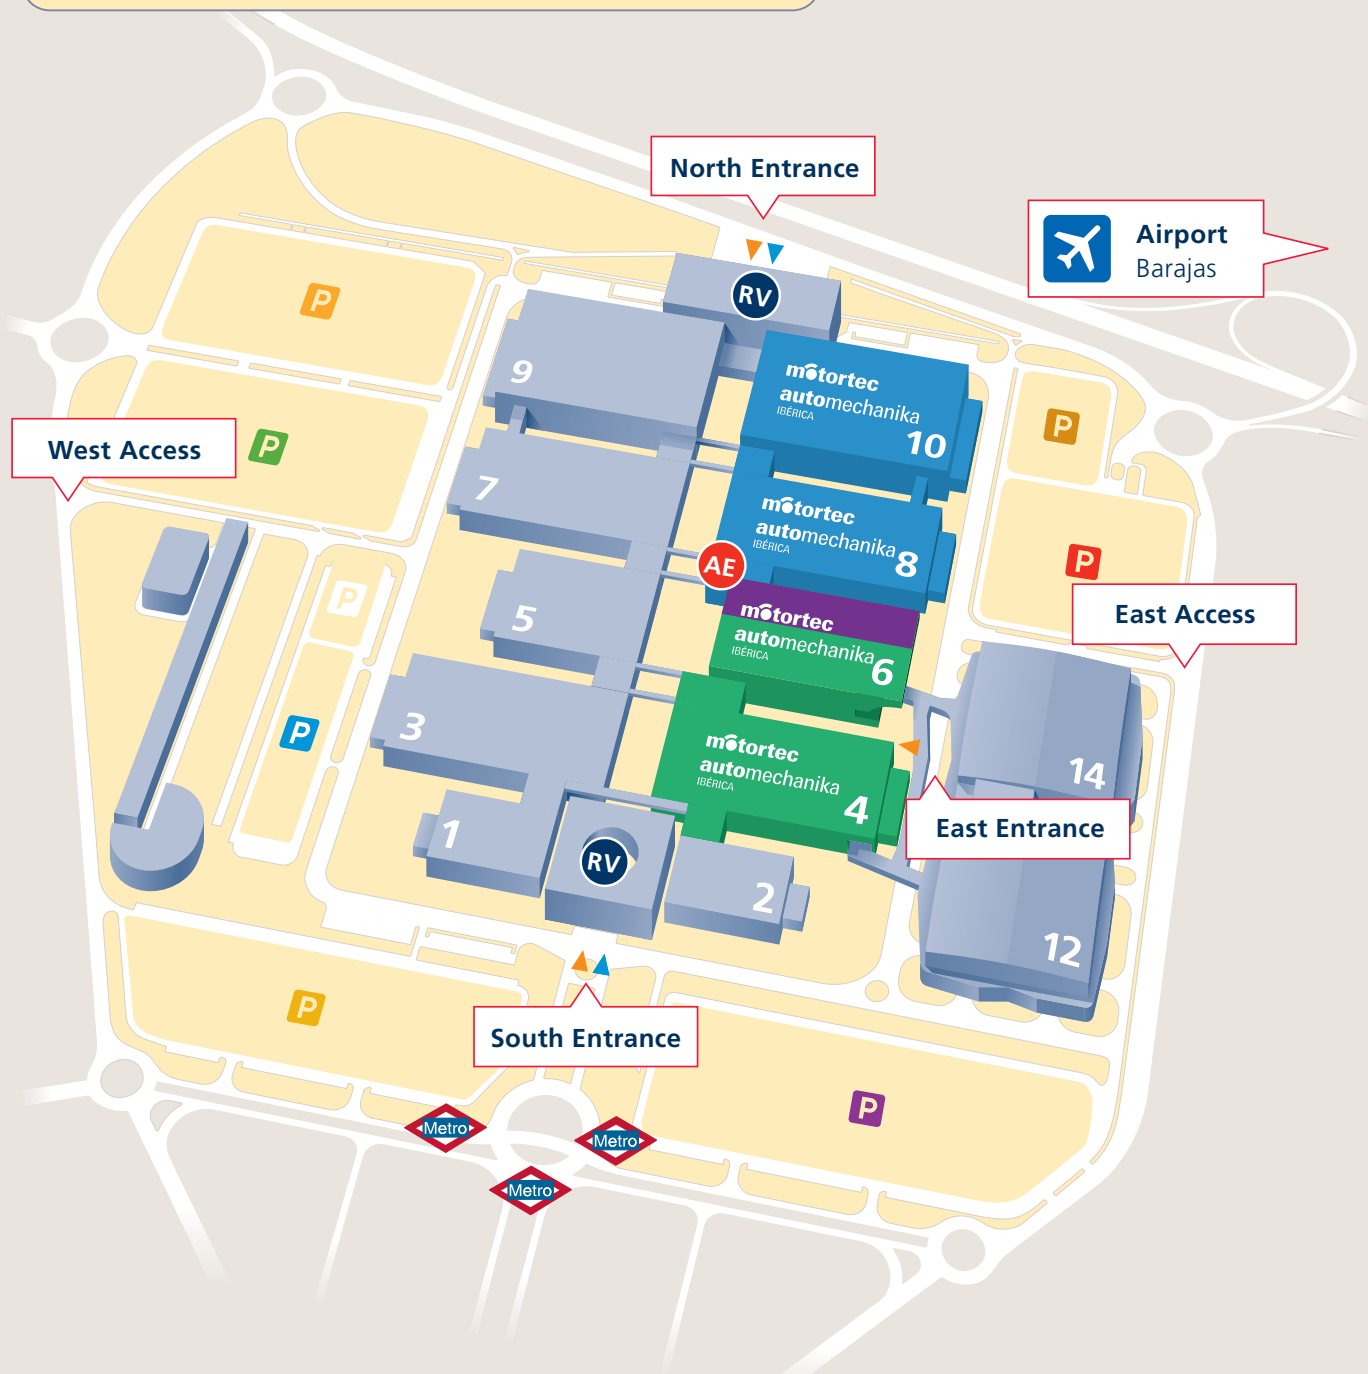 North Entrance
Airport
Barajas
RV
P
9
motortec
automechanika
IBÉRICA
10
P
West Access
P
7
motortec
automechanika
IBÉRICA
8
AE
P
East Access
P
5
motortec
automechanika
IBÉRICA
6
3
P
motortec
automechanika
IBÉRICA
4
14
East Entrance
1
RV
2
12
P
South Entrance
P
Metro
Metro
Metro